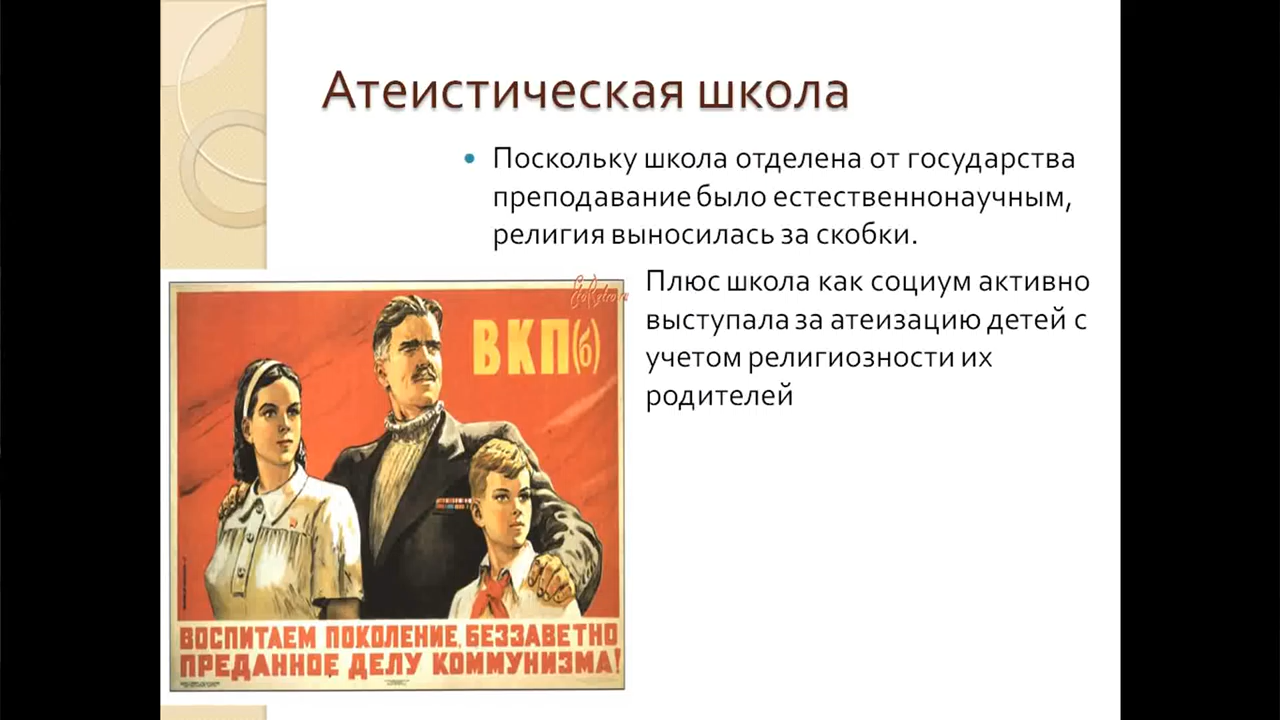 Атеистическая школа
Поскольку школа отделена от государства
преподавание было естественнонаучным,
религия выносилась за скобки.
Плюс школа как социум активно
выступала за атеизацию детей с
учетом религиозности их
родителей
ВКП(б)
ВОСПИТАЕМ ПОКОЛЕНИЕ, БЕЗЗАВЕТНО
ПРЕДАННОЕ ДЕЛУ КОММУНИЗМА!